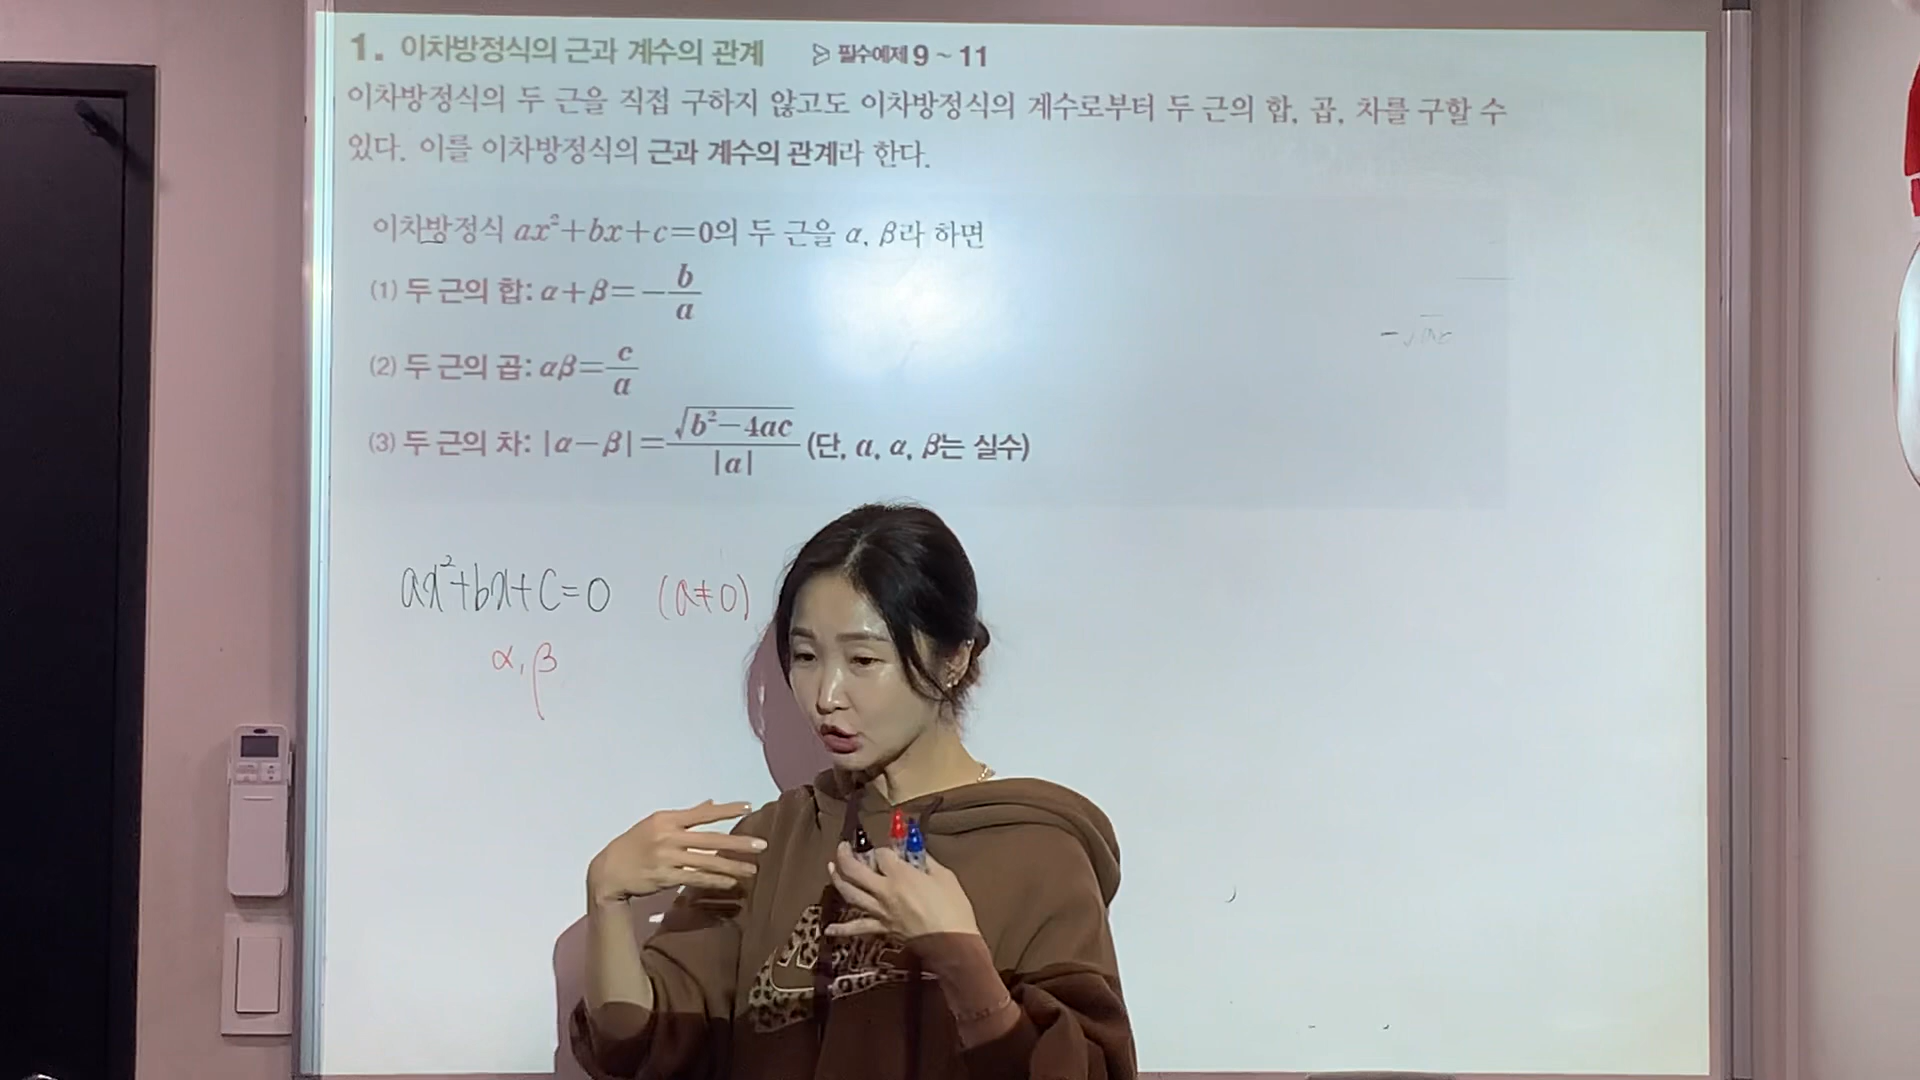 1. 이차방정식의 근과 계수의 관계 ▷ 필수예제 9 ~ 11
이차방정식의 두 근을 직접 구하지 않고도 이차방정식의 계수로부터 두 근의 합, 곱, 차를 구할 수
있다. 이를 이차방정식의 근과 계수의 관계라 한다.
이차방정식 ax²+bx+c=0의 두 근을 α, β라 하면
(1) 두 근의 합: α+β=-b/a
(2) 두 근의 곱: αβ=c/a
(3) 두 근의 차: |α-β|=√(b²-4ac)/|a| (단, a, α, β는 실수)
ax²+bx+c=0 (a≠0)
α, β